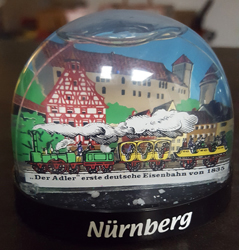 „Der Adler" erste deutsche Eisenbahn von 1835
Nürnberg